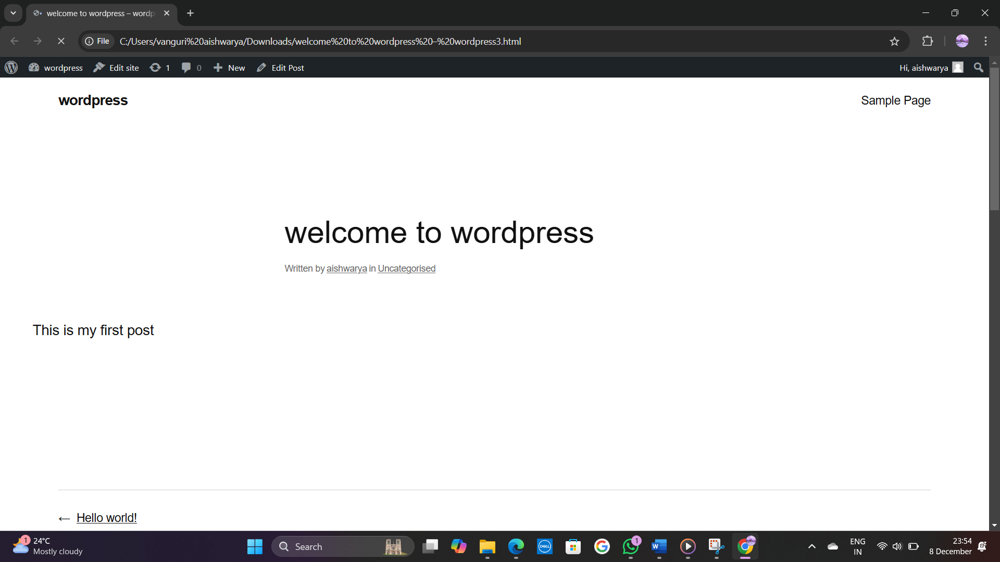 welcome to wordpress – wordp
File
C:/Users/vanguri%20aishwarya/Downloads/welcome%20to%20wordpress%20–%20wordpress3.html
wordpress
Edit site
1
0
New
Edit Post
Hi, aishwarya
wordpress
Sample Page
welcome to wordpress
Written by aishwarya in Uncategorised
This is my first post
← Hello world!
1
24°C
Mostly cloudy
Search
DELL
1
W
ENG
IN
23:54
8 December